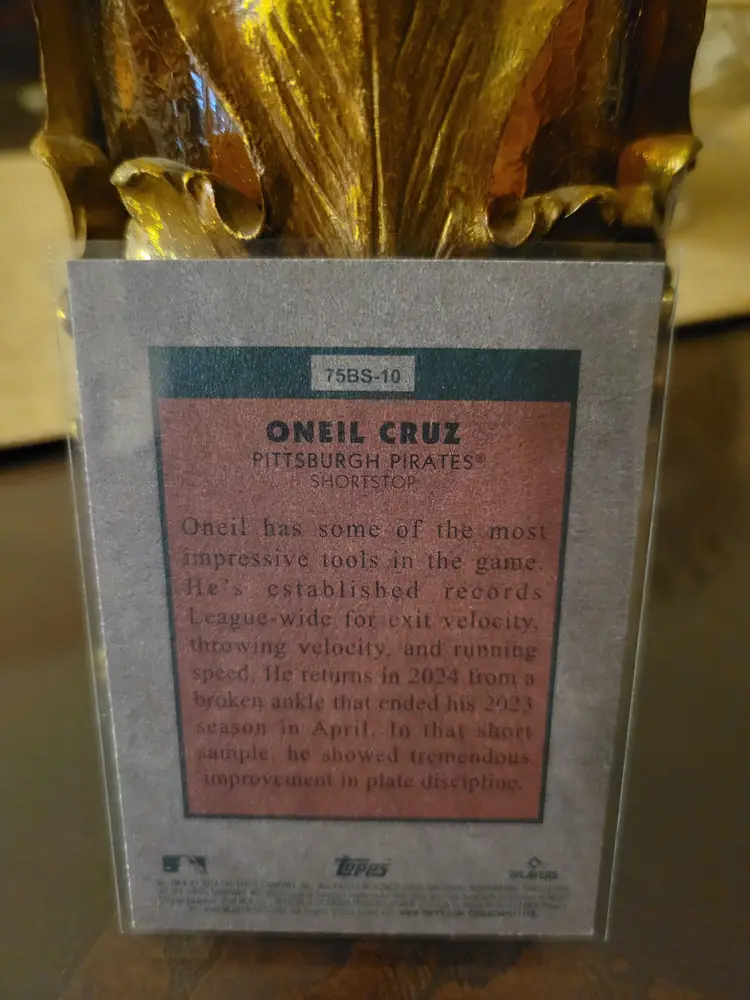 75BS-10
ONEIL CRUZ
PITTSBURGH PIRATES®
SHORTSTOP
Oneil has some of the most
impressive tools in the game.
He's established records
League-wide for exit velocity,
throwing velocity, and running
speed. He returns in 2024 from a
broken ankle that ended his 2023
season in April. In that short
sample, he showed tremendous
improvement in plate discipline.
Topps
PLAYERS